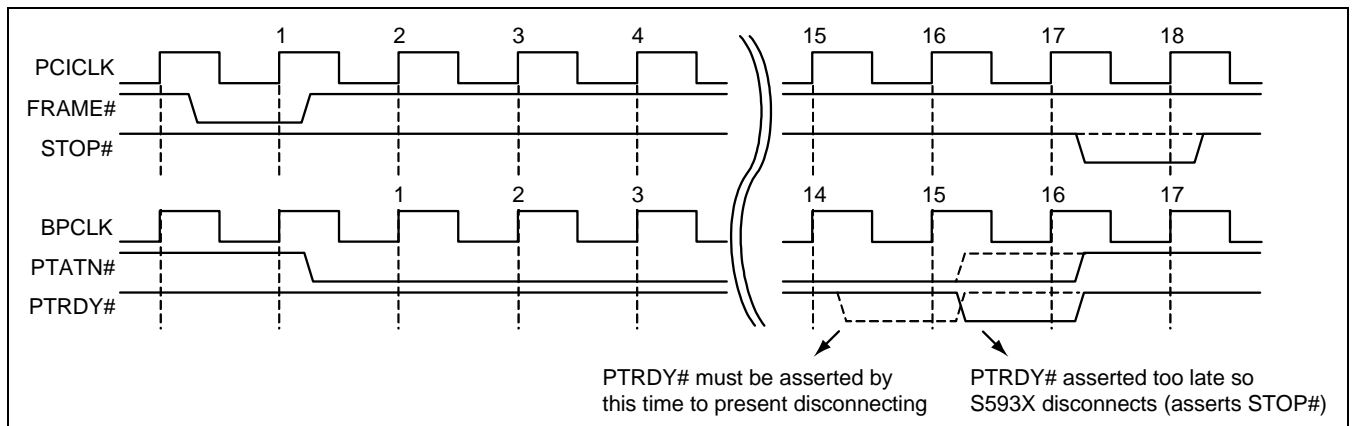 1 2 3 4 15 16 17 18
PCICLK
FRAME#
STOP#
1 2 3 14 15 16 17
BPCLK
PTATN#
PTRDY#
PTRDY# must be asserted by
this time to present disconnecting
PTRDY# asserted too late so
S593X disconnects (asserts STOP#)